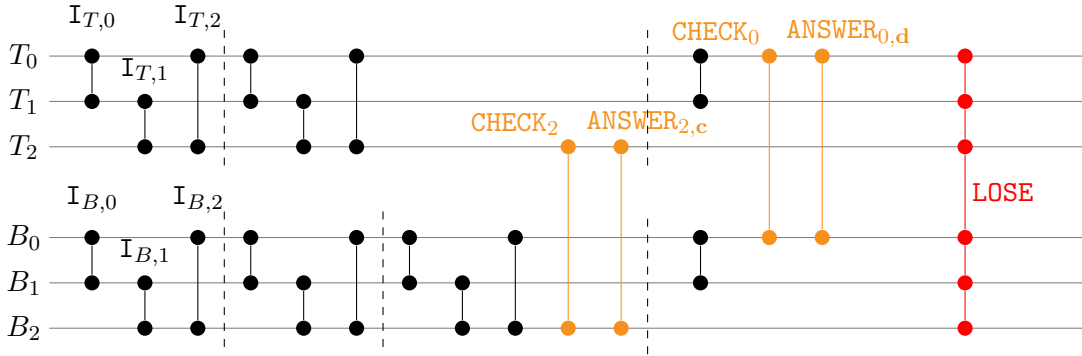 I_{T,0} I_{T,2}
CHECK_0 ANSWER_{0,d}
T_0
I_{T,1}
T_1
CHECK_2 ANSWER_{2,c}
T_2
I_{B,0} I_{B,2} LOSE
B_0
I_{B,1}
B_1
B_2